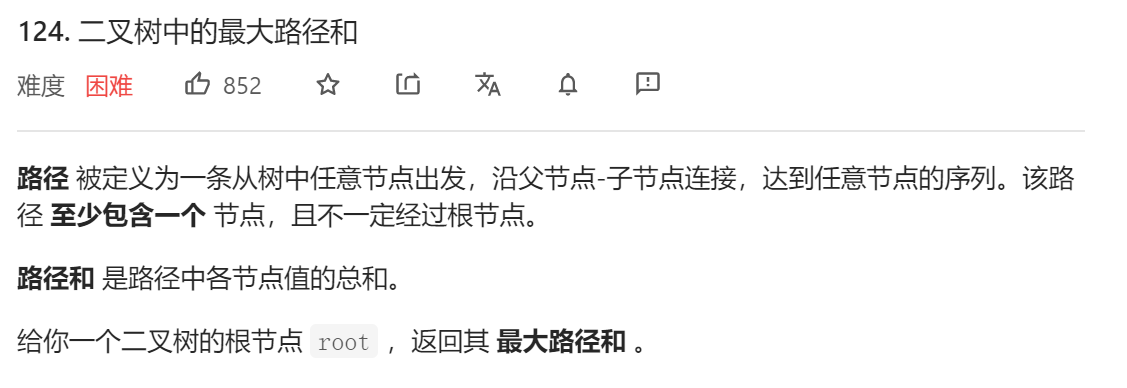 124. 二叉树中的最大路径和
难度 困难 852
路径 被定义为一条从树中任意节点出发，沿父节点-子节点连接，达到任意节点的序列。该路
径 至少包含一个 节点，且不一定经过根节点。
路径和 是路径中各节点值的总和。
给你一个二叉树的根节点 root ，返回其 最大路径和 。